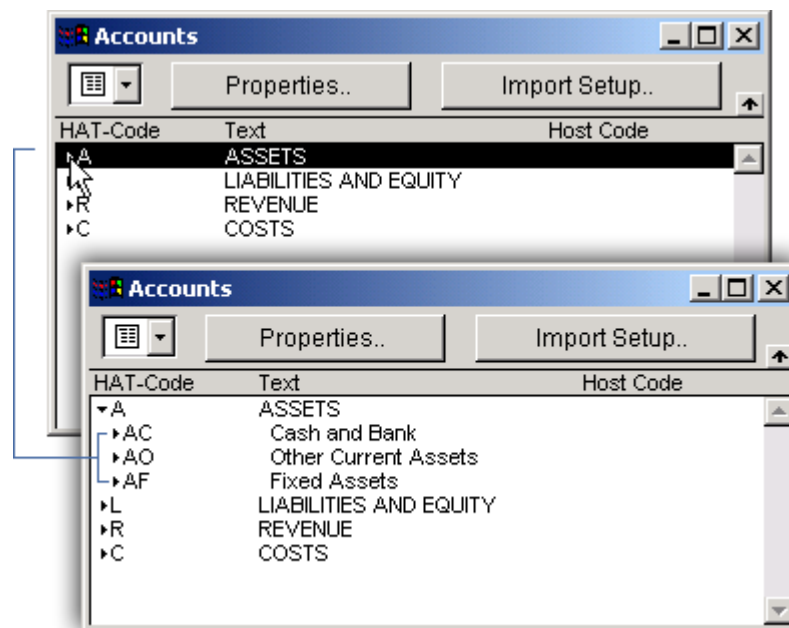 Accounts
Properties.. Import Setup..
HAT-Code Text Host Code
A ASSETS
LIABILITIES AND EQUITY
R REVENUE
C COSTS
Accounts
Properties.. Import Setup..
HAT-Code Text Host Code
A ASSETS
AC Cash and Bank
AO Other Current Assets
AF Fixed Assets
L LIABILITIES AND EQUITY
R REVENUE
C COSTS